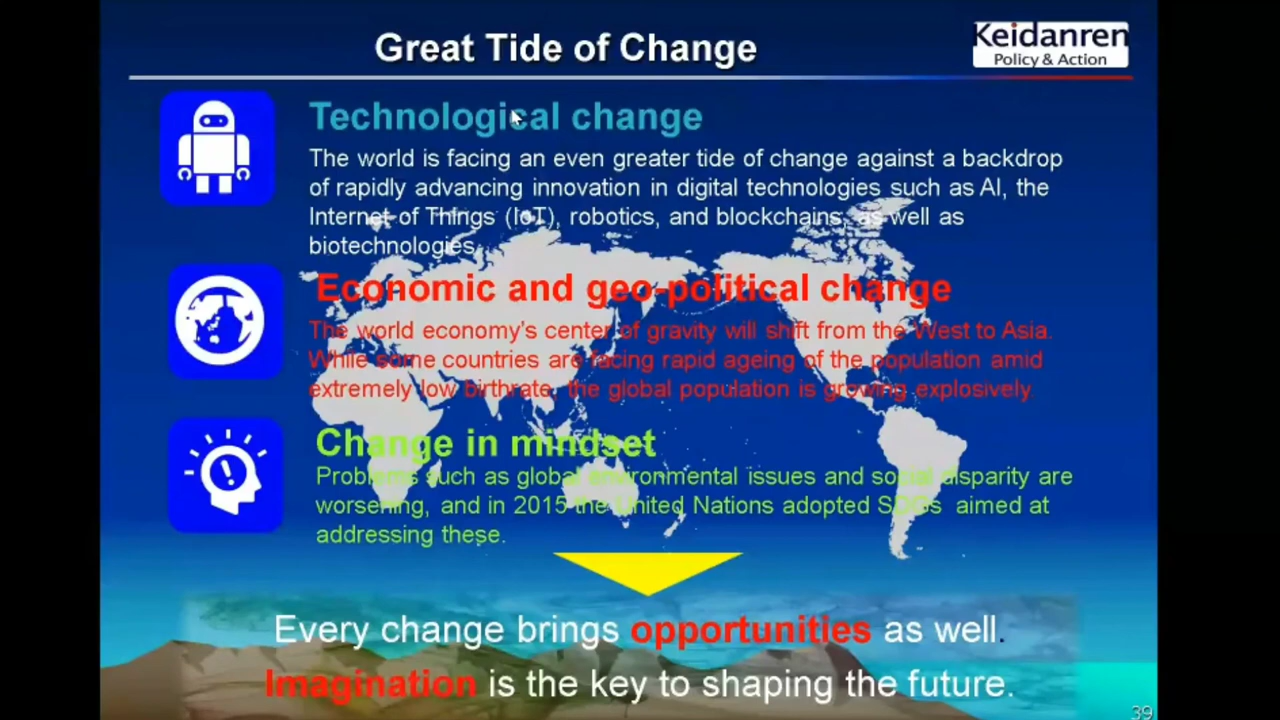 Great Tide of Change
Keidanren
Policy & Action
Technological change
The world is facing an even greater tide of change against a backdrop
of rapidly advancing innovation in digital technologies such as AI, the
Internet of Things (IoT), robotics, and blockchains, as well as
biotechnologies.
Economic and geo-political change
The world economy's center of gravity will shift from the West to Asia.
While some countries are facing rapid ageing of the population amid
extremely low birthrate, the global population is growing explosively.
Change in mindset
Problems such as global environmental issues and social disparity are
worsening, and in 2015 the United Nations adopted SDGs aimed at
addressing these.
Every change brings opportunities as well.
Imagination is the key to shaping the future.
39